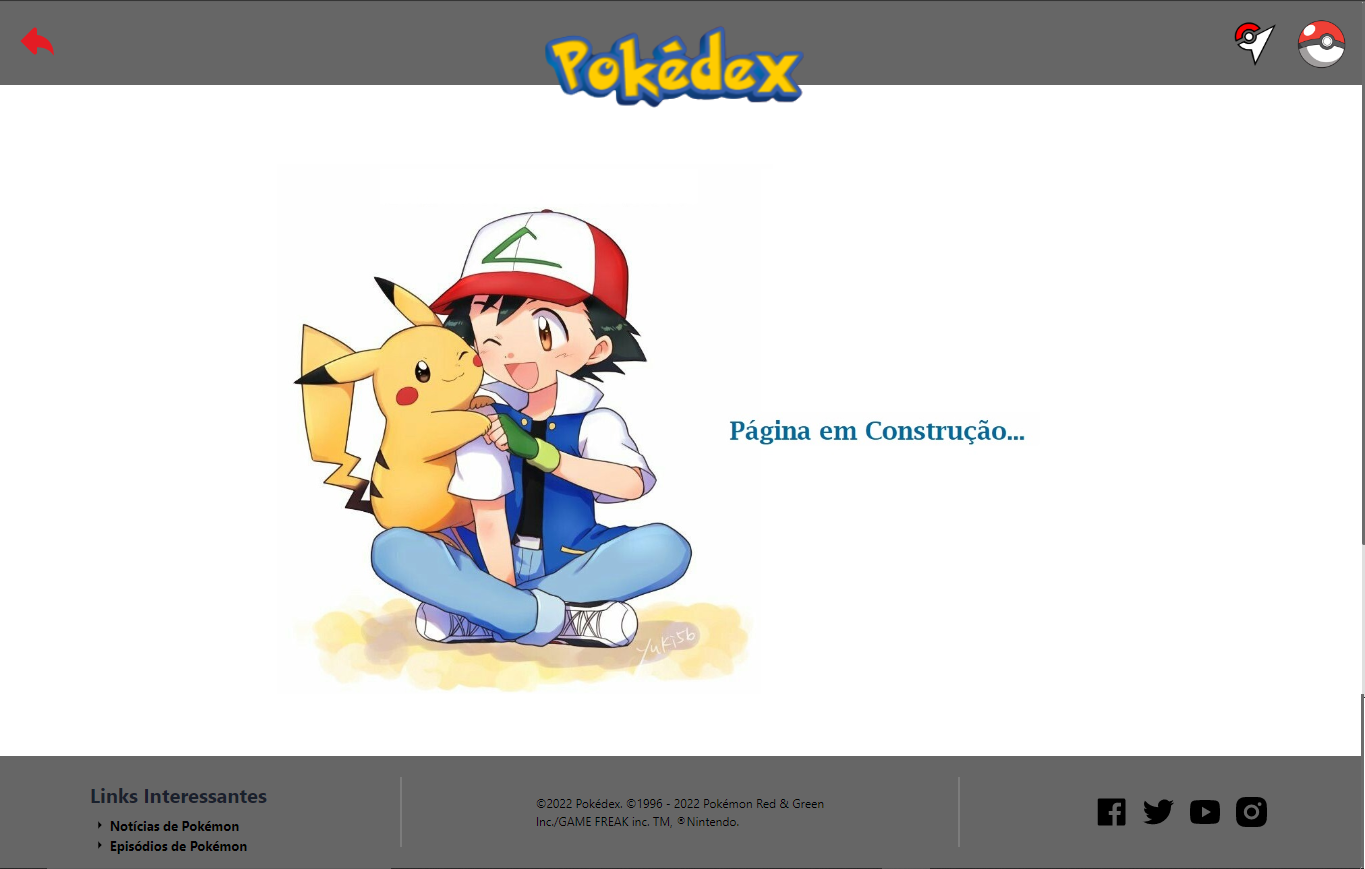 Pokédex
Página em Construção...
yuki56
Links Interessantes
Notícias de Pokémon
Episódios de Pokémon
©2022 Pokédex. ©1996 - 2022 Pokémon Red & Green
Inc./GAME FREAK inc. TM, ®Nintendo.